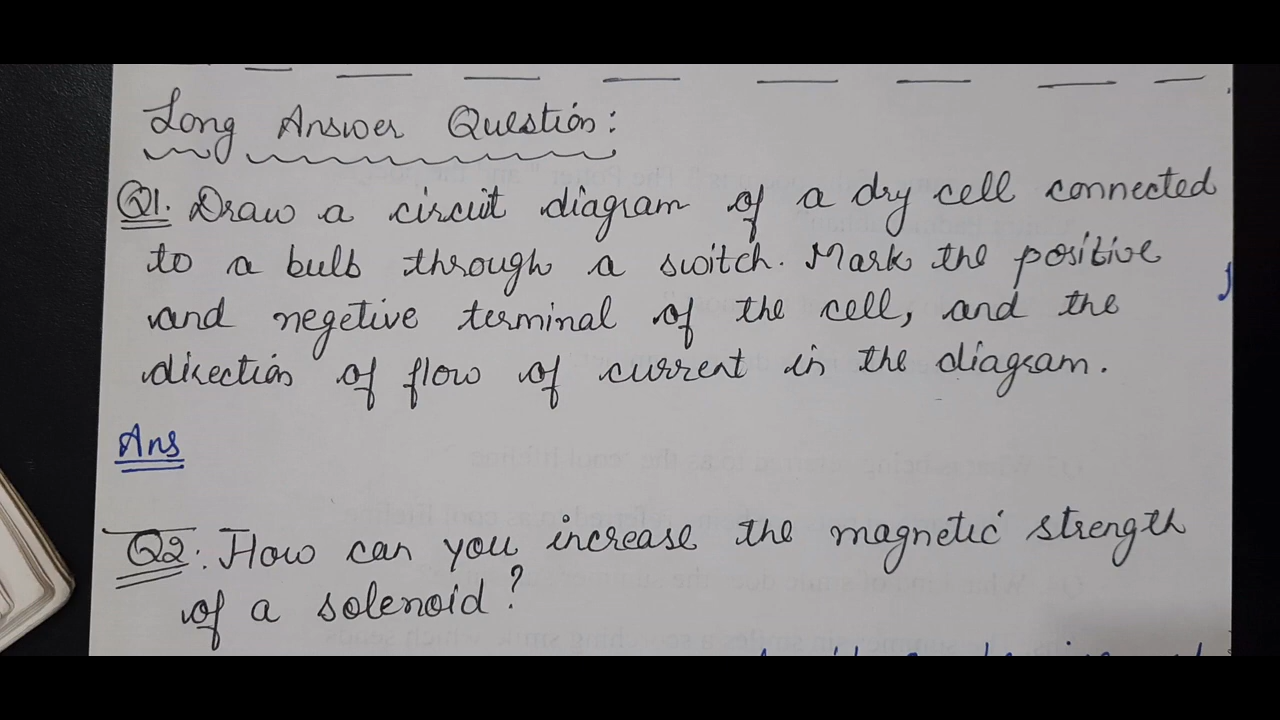 Long Answer Question:
Q1. Draw a circuit diagram of a dry cell connected
to a bulb through a switch. Mark the positive
and negetive terminal of the cell, and the
direction of flow of current in the diagram.
Ans
Q2. How can you increase the magnetic strength
of a solenoid?